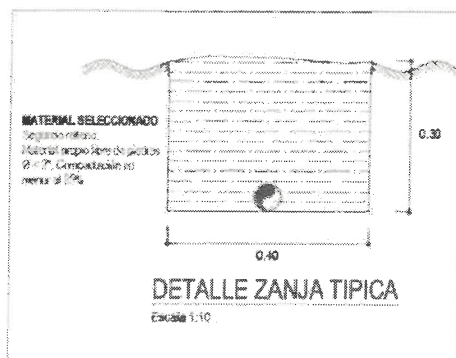 MATERIAL SELECCIONADO
Segundo relleno.
Material propio libre de piedras
Ø < 2". Compactación no
menor al
0.30
0.40
DETALLE ZANJA TIPICA
Escala 1:10